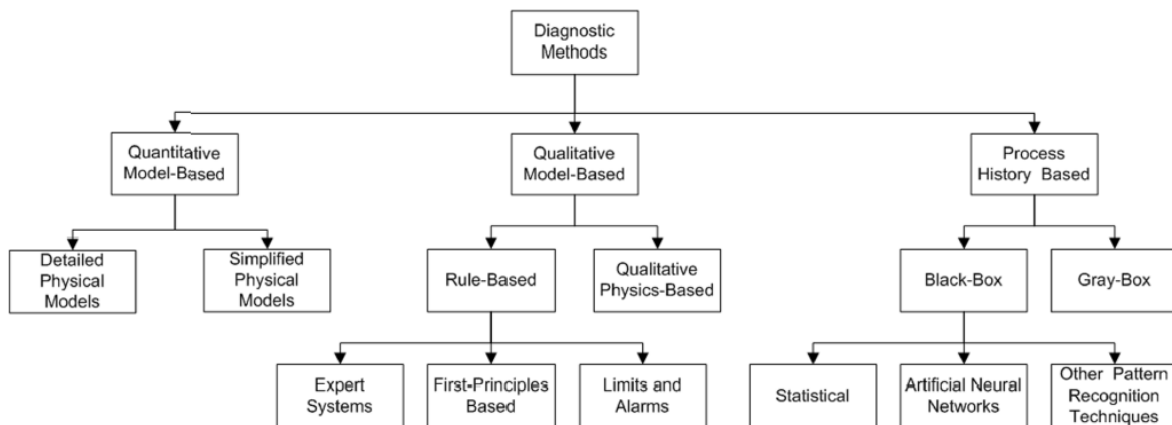 Diagnostic
Methods
Quantitative
Model-Based
Qualitative
Model-Based
Process
History Based
Detailed
Physical
Models
Simplified
Physical
Models
Rule-Based
Qualitative
Physics-Based
Black-Box
Gray-Box
Expert
Systems
First-Principles
Based
Limits and
Alarms
Statistical
Artificial Neural
Networks
Other Pattern
Recognition
Techniques